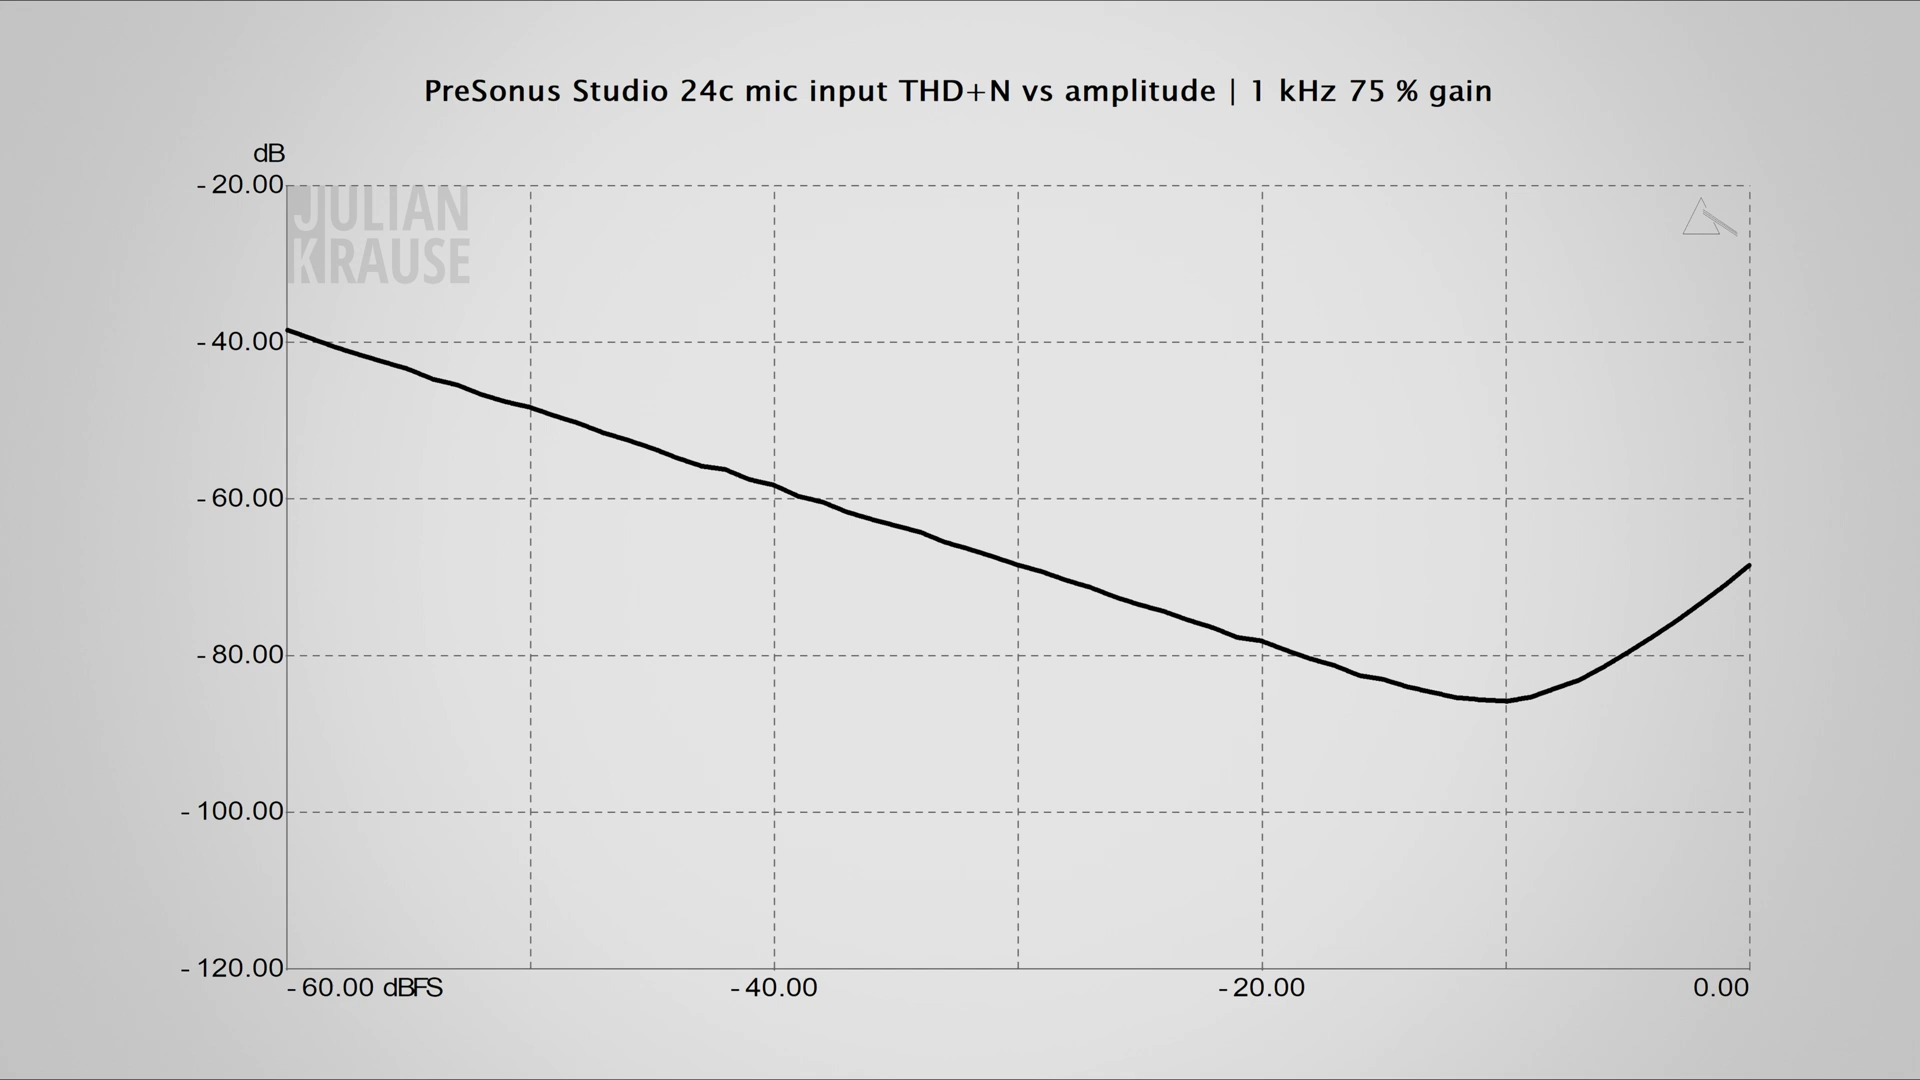 PreSonus Studio 24c mic input THD+N vs amplitude | 1 kHz 75 % gain
dB
-20.00
JULIAN
KRAUSE
-40.00
-60.00
-80.00
-100.00
-120.00
-60.00 dBFS
-40.00
-20.00
0.00